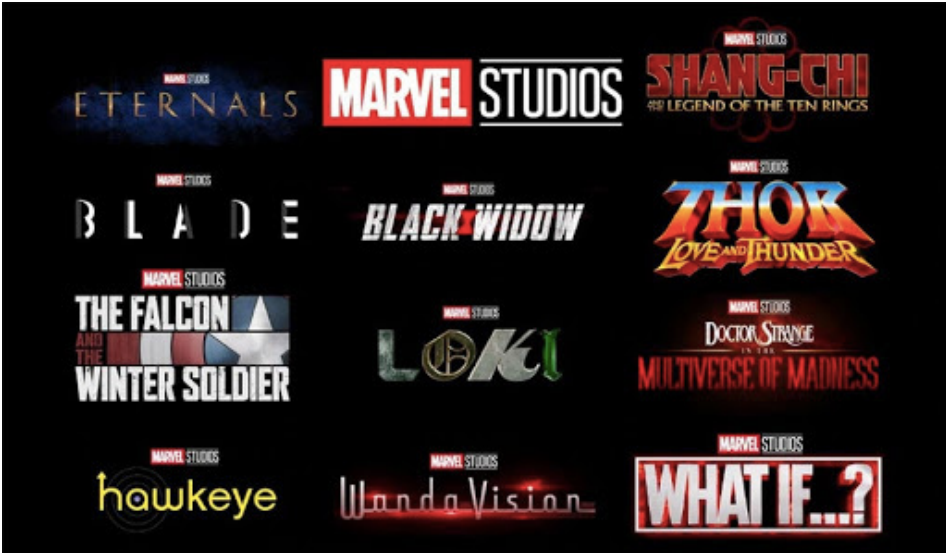 MARVEL STUDIOS
ETERNALS
MARVEL STUDIOS
MARVEL STUDIOS
SHANG-CHI
AND THE LEGEND OF THE TEN RINGS
MARVEL STUDIOS
BLADE
MARVEL STUDIOS
BLACK WIDOW
MARVEL STUDIOS
THOR
LOVE AND THUNDER
MARVEL STUDIOS
THE FALCON
AND
THE
WINTER SOLDIER
MARVEL STUDIOS
LOKI
MARVEL STUDIOS
DOCTOR STRANGE
IN THE
MULTIVERSE OF MADNESS
MARVEL STUDIOS
hawkeye
MARVEL STUDIOS
WandaVision
MARVEL STUDIOS
WHAT IF...?